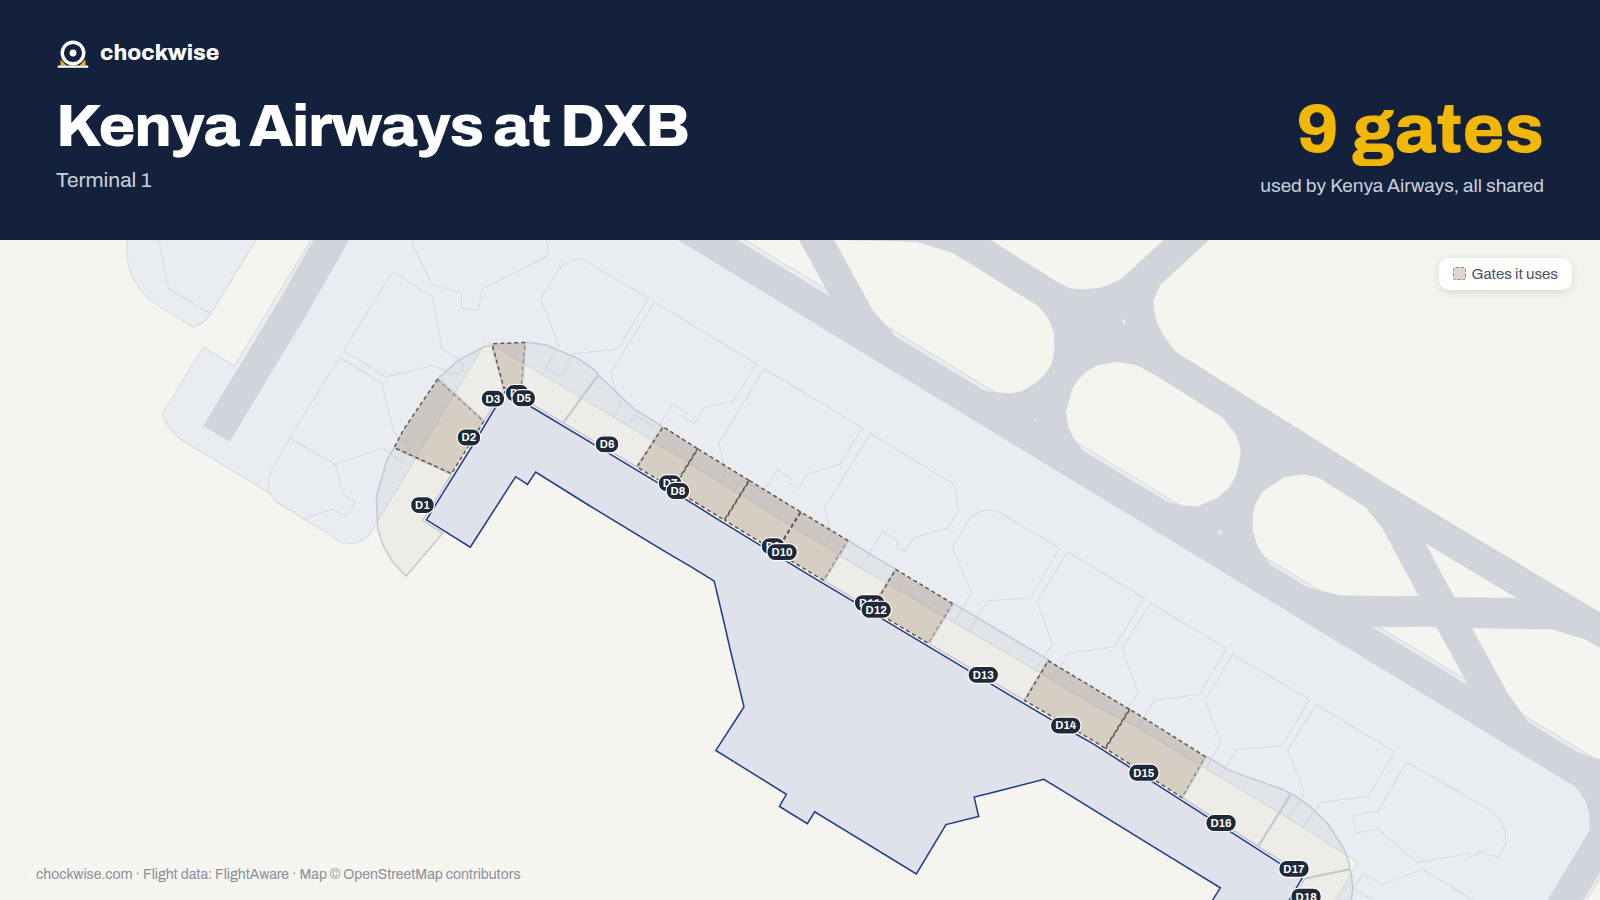 chockwise
Kenya Airways at DXB
Terminal 1
9 gates
used by Kenya Airways, all shared
Gates it uses
D3
D5
D2
D6
D1
D8
D10
D12
D13
D14
D15
D16
D17
D18
chockwise.com · Flight data: FlightAware · Map © OpenStreetMap contributors